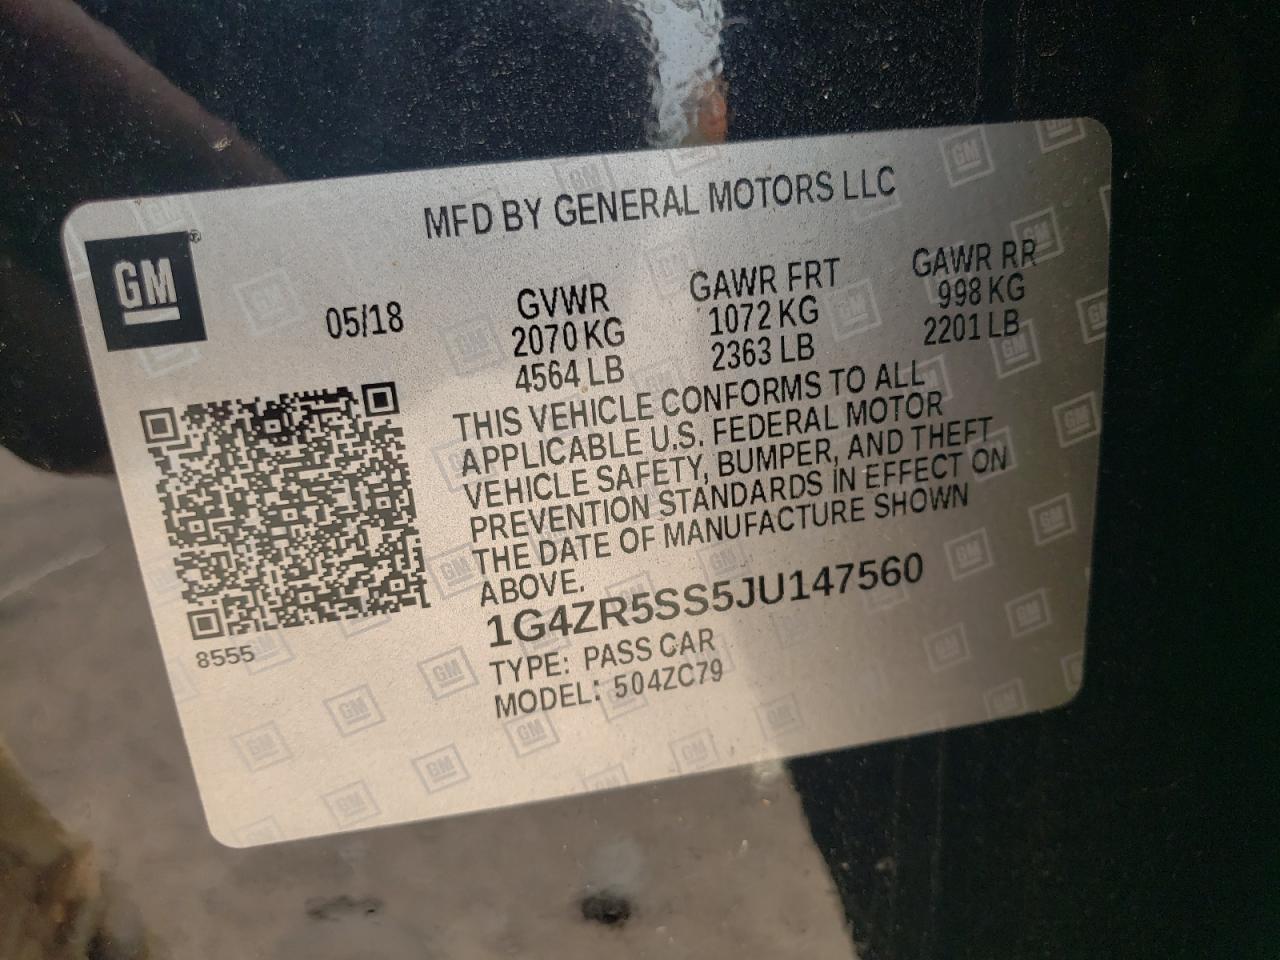 MFD BY GENERAL MOTORS LLC
GM
05/18
GVWR
2070 KG
4564 LB
GAWR FRT
1072 KG
2363 LB
GAWR RR
998 KG
2201 LB
THIS VEHICLE CONFORMS TO ALL
APPLICABLE U.S. FEDERAL MOTOR
VEHICLE SAFETY, BUMPER, AND THEFT
PREVENTION STANDARDS IN EFFECT ON
THE DATE OF MANUFACTURE SHOWN
ABOVE.
1G4ZR5SS5JU147560
TYPE: PASS CAR
MODEL: 504ZC79
8555